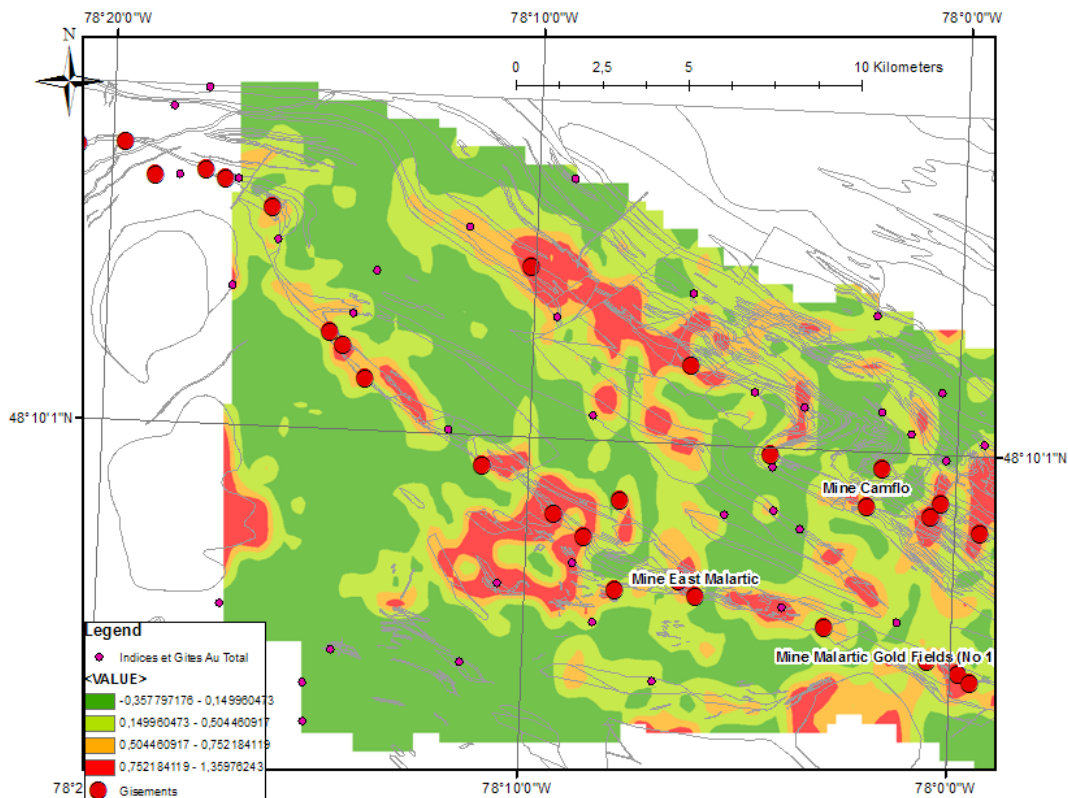 78°20'0"W 78°10'0"W 78°0'0"W
N
0 2,5 5 10 Kilometers
48°10'1"N
48°10'1"N
Mine Camflo
Mine East Malartic
Mine Malartic Gold Fields (No 1
Legend
Indices et Gites Au Total
<VALUE>
-0,357797176 - 0,149960473
0,149960473 - 0,504460917
0,504460917 - 0,752184119
0,752184119 - 1,35976243
Gisements
78°2 78°10'0"W 78°0'0"W